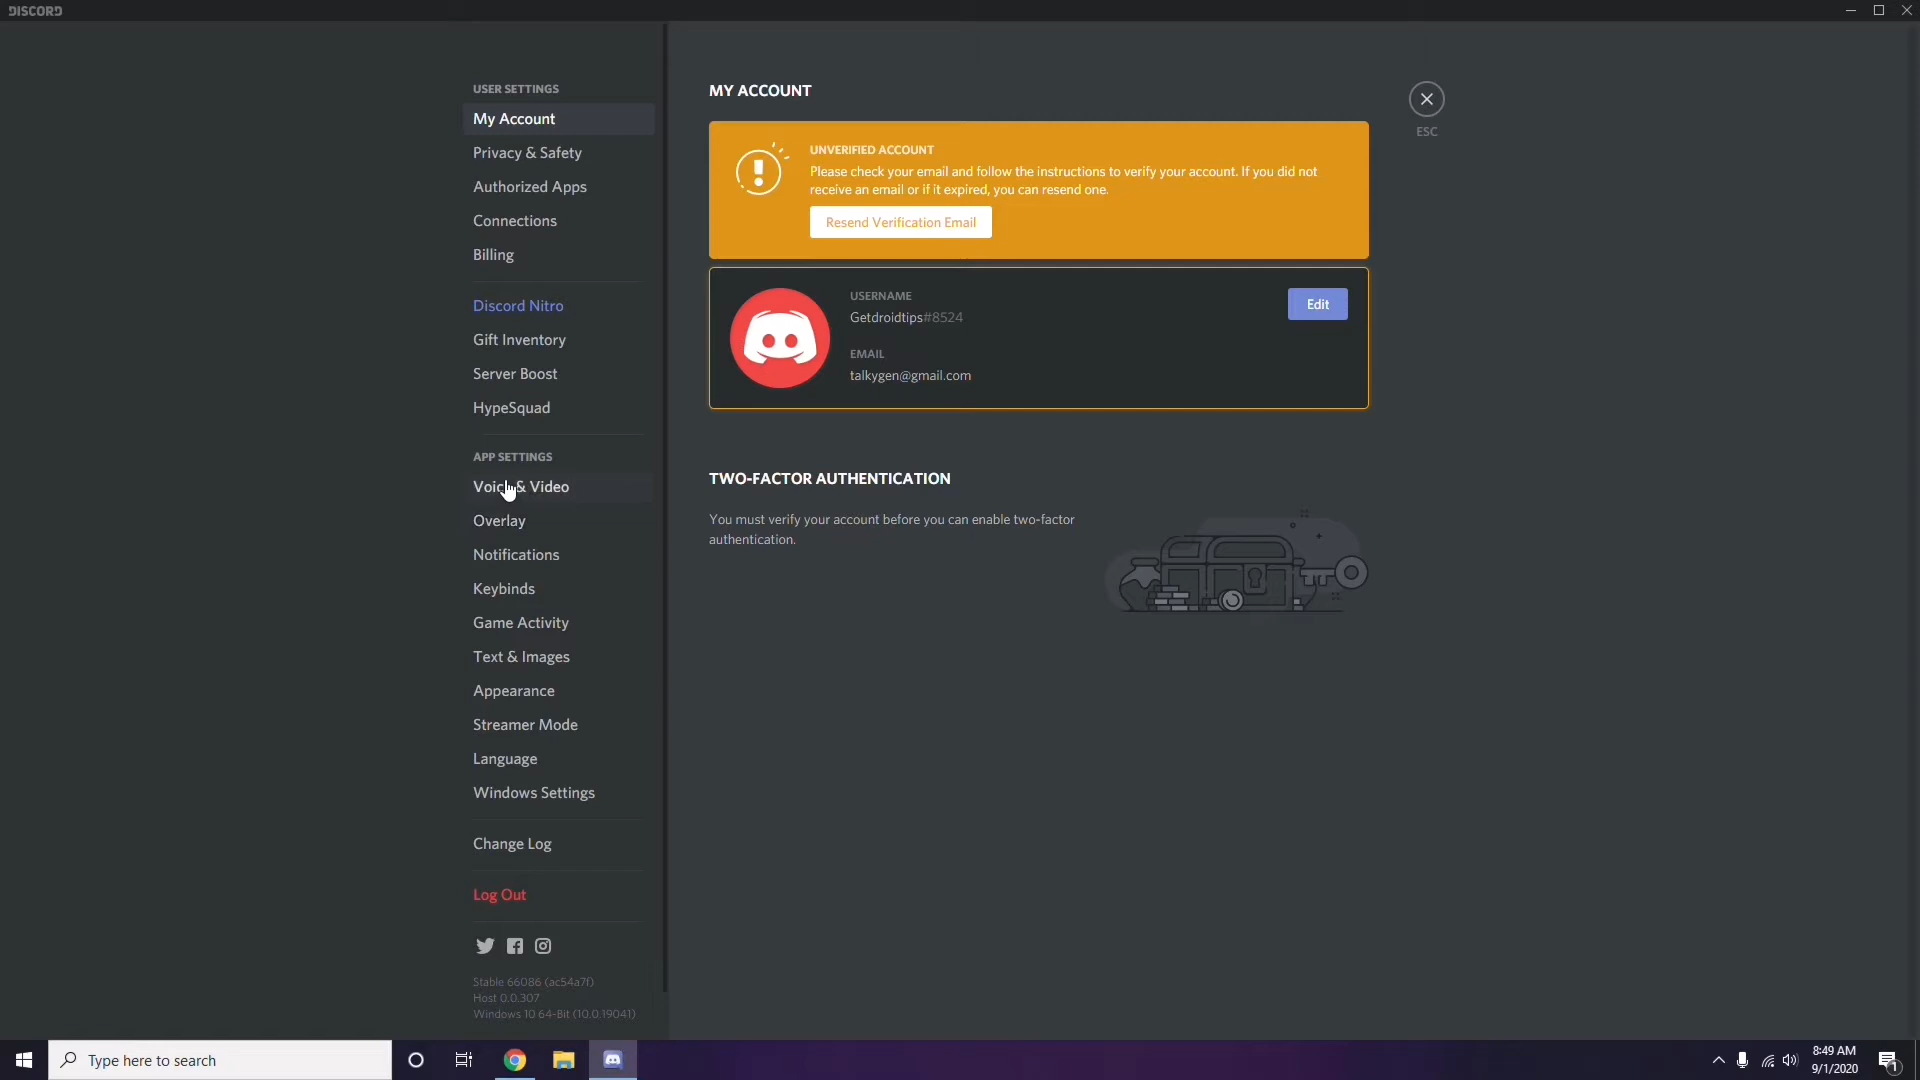 DISCORD
USER SETTINGS
My Account
Privacy & Safety
Authorized Apps
Connections
Billing
Discord Nitro
Gift Inventory
Server Boost
HypeSquad
APP SETTINGS
Voice & Video
Overlay
Notifications
Keybinds
Game Activity
Text & Images
Appearance
Streamer Mode
Language
Windows Settings
Change Log
Log Out
Stable 66086 (ac54a7f)
Host 0.0.307
Windows 10 64-Bit (10.0.19041)
MY ACCOUNT
ESC
UNVERIFIED ACCOUNT
Please check your email and follow the instructions to verify your account. If you did not
receive an email or if it expired, you can resend one.
Resend Verification Email
USERNAME
Getdroidtips#8524
Edit
EMAIL
talkygen@gmail.com
TWO-FACTOR AUTHENTICATION
You must verify your account before you can enable two-factor
authentication.
Type here to search
8:49 AM
9/1/2020
1